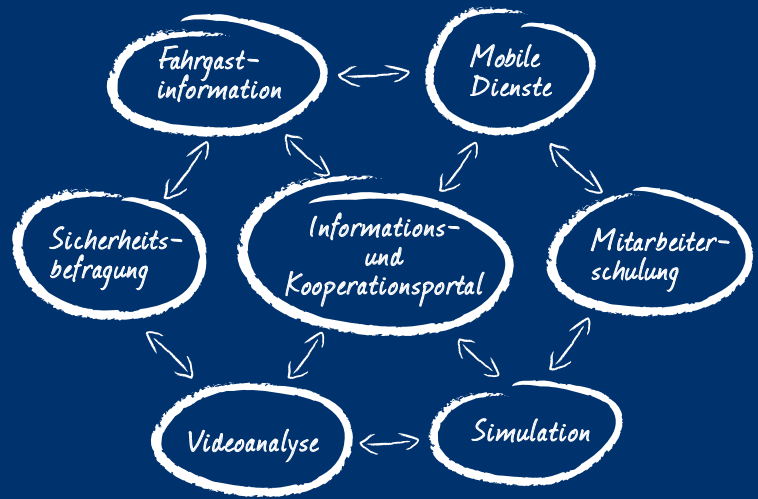 Fahrgast-
information
Mobile
Dienste
Sicherheits-
befragung
Informations-
und
Kooperationsportal
Mitarbeiter-
schulung
Videoanalyse
Simulation